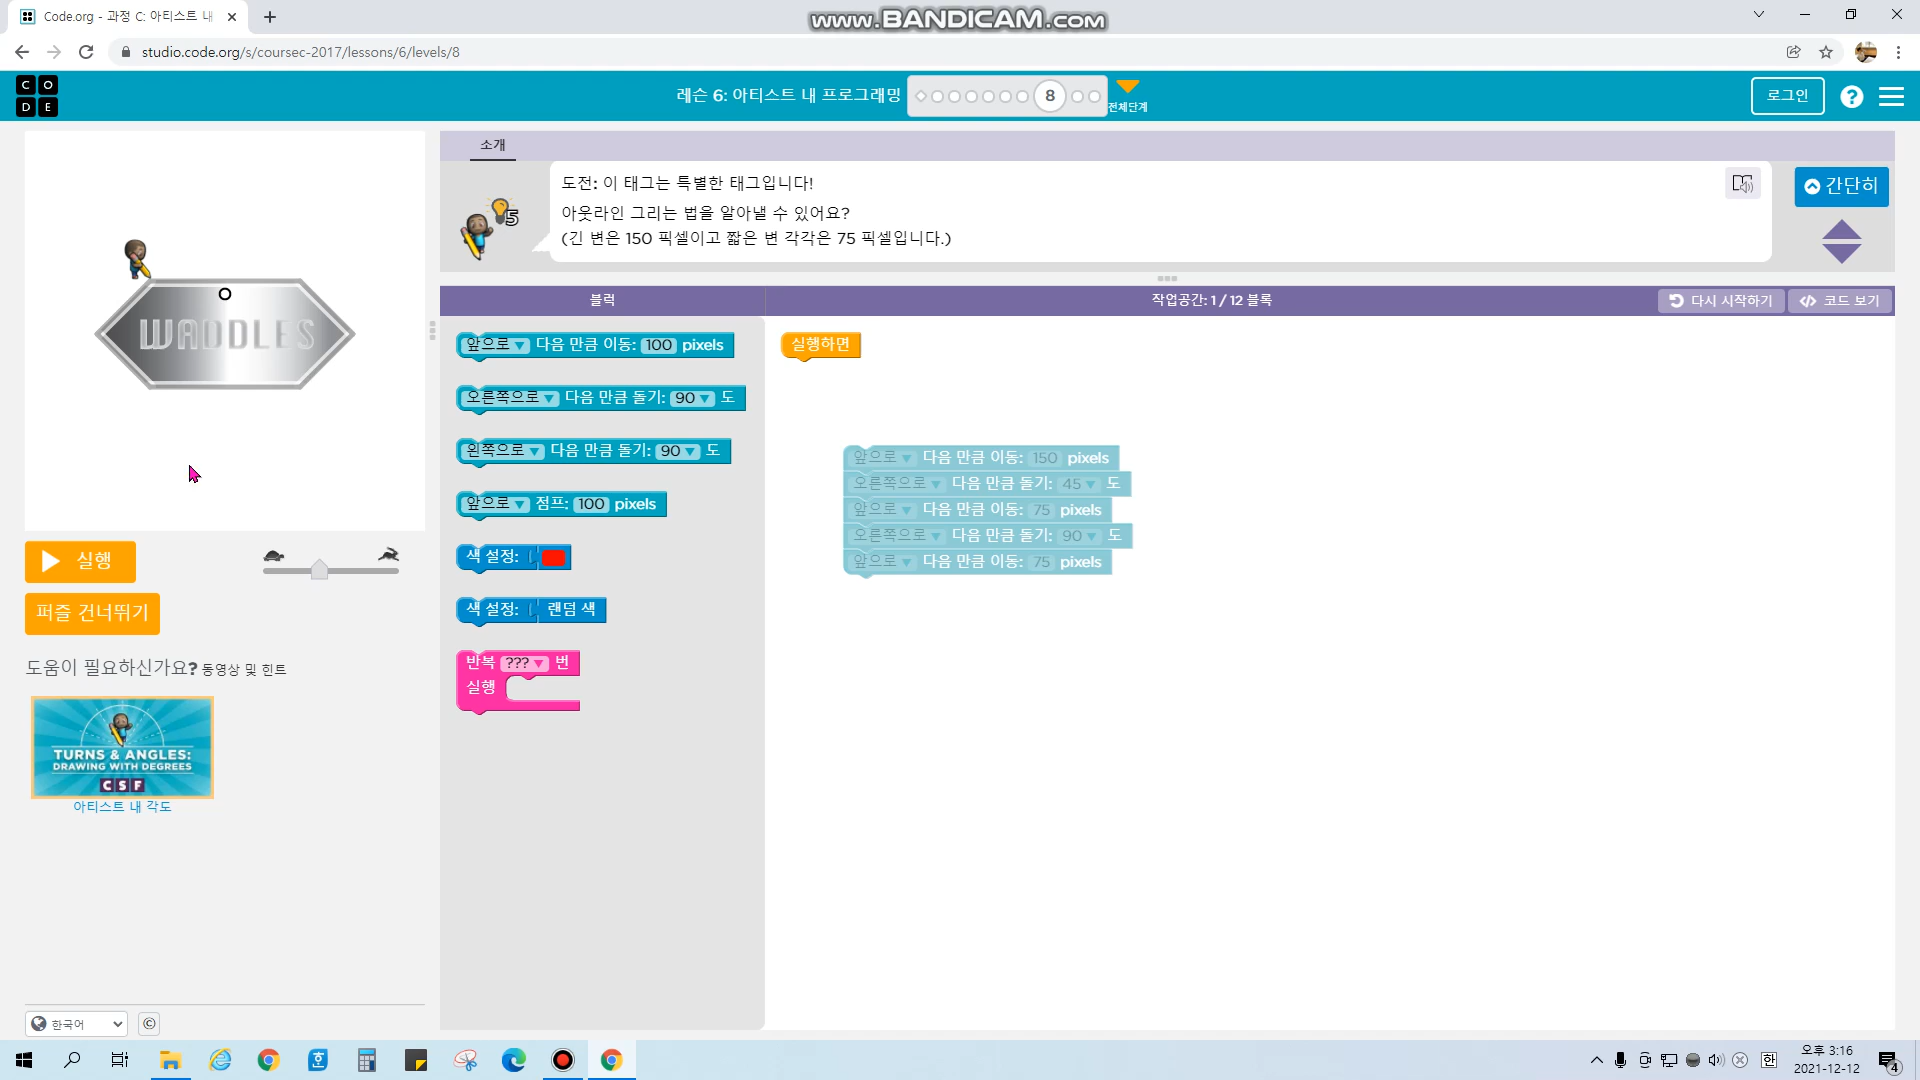 Code.org - 과정 C: 아티스트 내
www.BANDICAM.com
studio.code.org/s/coursec-2017/lessons/6/levels/8
C O
D E
레슨 6: 아티스트 내 프로그래밍
8
전체단계
로그인
?
소개
도전: 이 태그는 특별한 태그입니다!
아웃라인 그리는 법을 알아낼 수 있어요?
(긴 변은 150 픽셀이고 짧은 변 각각은 75 픽셀입니다.)
5
간단히
WADDLES
블럭
작업공간: 1 / 12 블록
다시 시작하기
코드 보기
앞으로 다음 만큼 이동: 100 pixels
오른쪽으로 다음 만큼 돌기: 90 도
왼쪽으로 다음 만큼 돌기: 90 도
앞으로 점프: 100 pixels
색 설정:
색 설정: 랜덤 색
반복 ??? 번
실행
실행하면
앞으로 다음 만큼 이동: 150 pixels
오른쪽으로 다음 만큼 돌기: 45 도
앞으로 다음 만큼 이동: 75 pixels
오른쪽으로 다음 만큼 돌기: 90 도
앞으로 다음 만큼 이동: 75 pixels
실행
퍼즐 건너뛰기
도움이 필요하신가요? 동영상 및 힌트
TURNS & ANGLES:
DRAWING WITH DEGREES
C S F
아티스트 내 각도
한국어
©
호
한
오후 3:16
2021-12-12
4